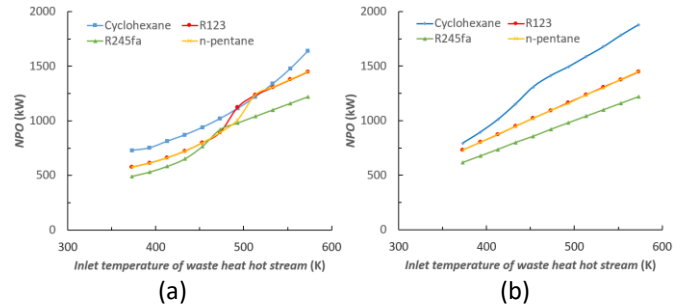 2000
1500
1000
500
0
NPO (kW)
Cyclohexane
R123
R245fa
n-pentane
300
400
500
600
Inlet temperature of waste heat hot stream (K)
(a)
2000
1500
1000
500
0
NPO (kW)
Cyclohexane
R123
R245fa
n-pentane
300
400
500
600
Inlet temperature of waste heat hot stream (K)
(b)